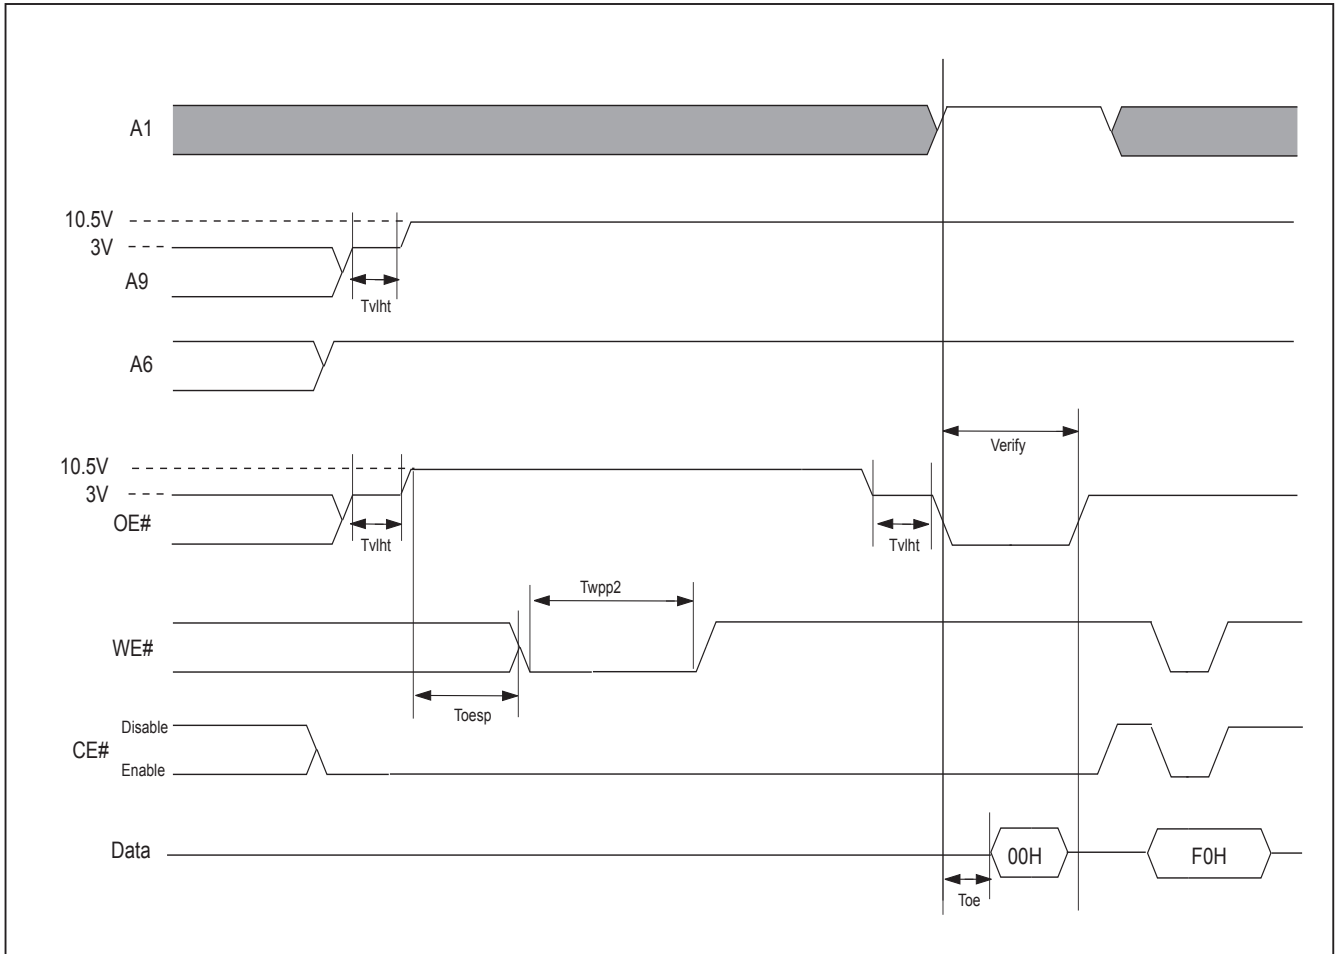 A1
10.5V
3V
A9
Tvlht
A6
Verify
10.5V
3V
OE#
Tvlht
Tvlht
Twpp2
WE#
Toesp
Disable
CE#
Enable
Data
00H
F0H
Toe